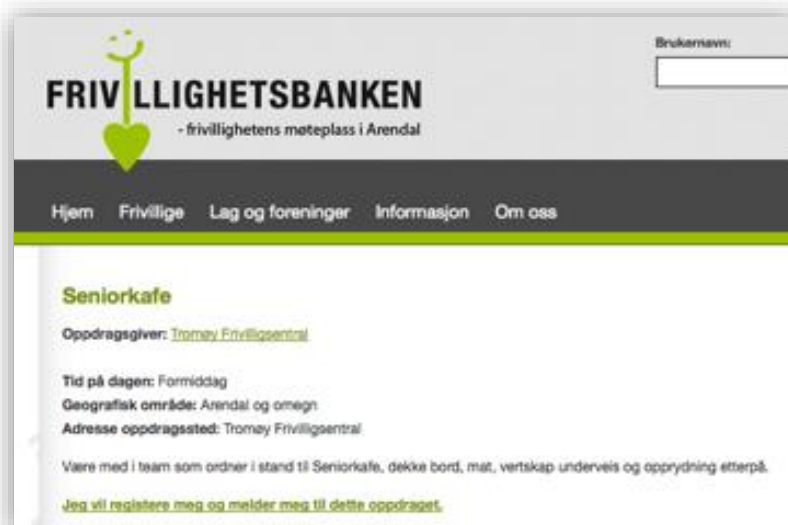 Brukernavn:
FRIVILLIGHETSBANKEN
- frivillighetens møteplass i Arendal
Hjem Frivillige Lag og foreninger Informasjon Om oss
Seniorkafe
Oppdragsgiver: Tromøy Frivilligsentral
Tid på dagen: Formiddag
Geografisk område: Arendal og omegn
Adresse oppdragssted: Tromøy Frivilligsentral
Være med i team som ordner i stand til Seniorkafe, dekke bord, mat, vertskap underveis og opprydning etterpå.
Jeg vil registere meg og melder meg til dette oppdraget.